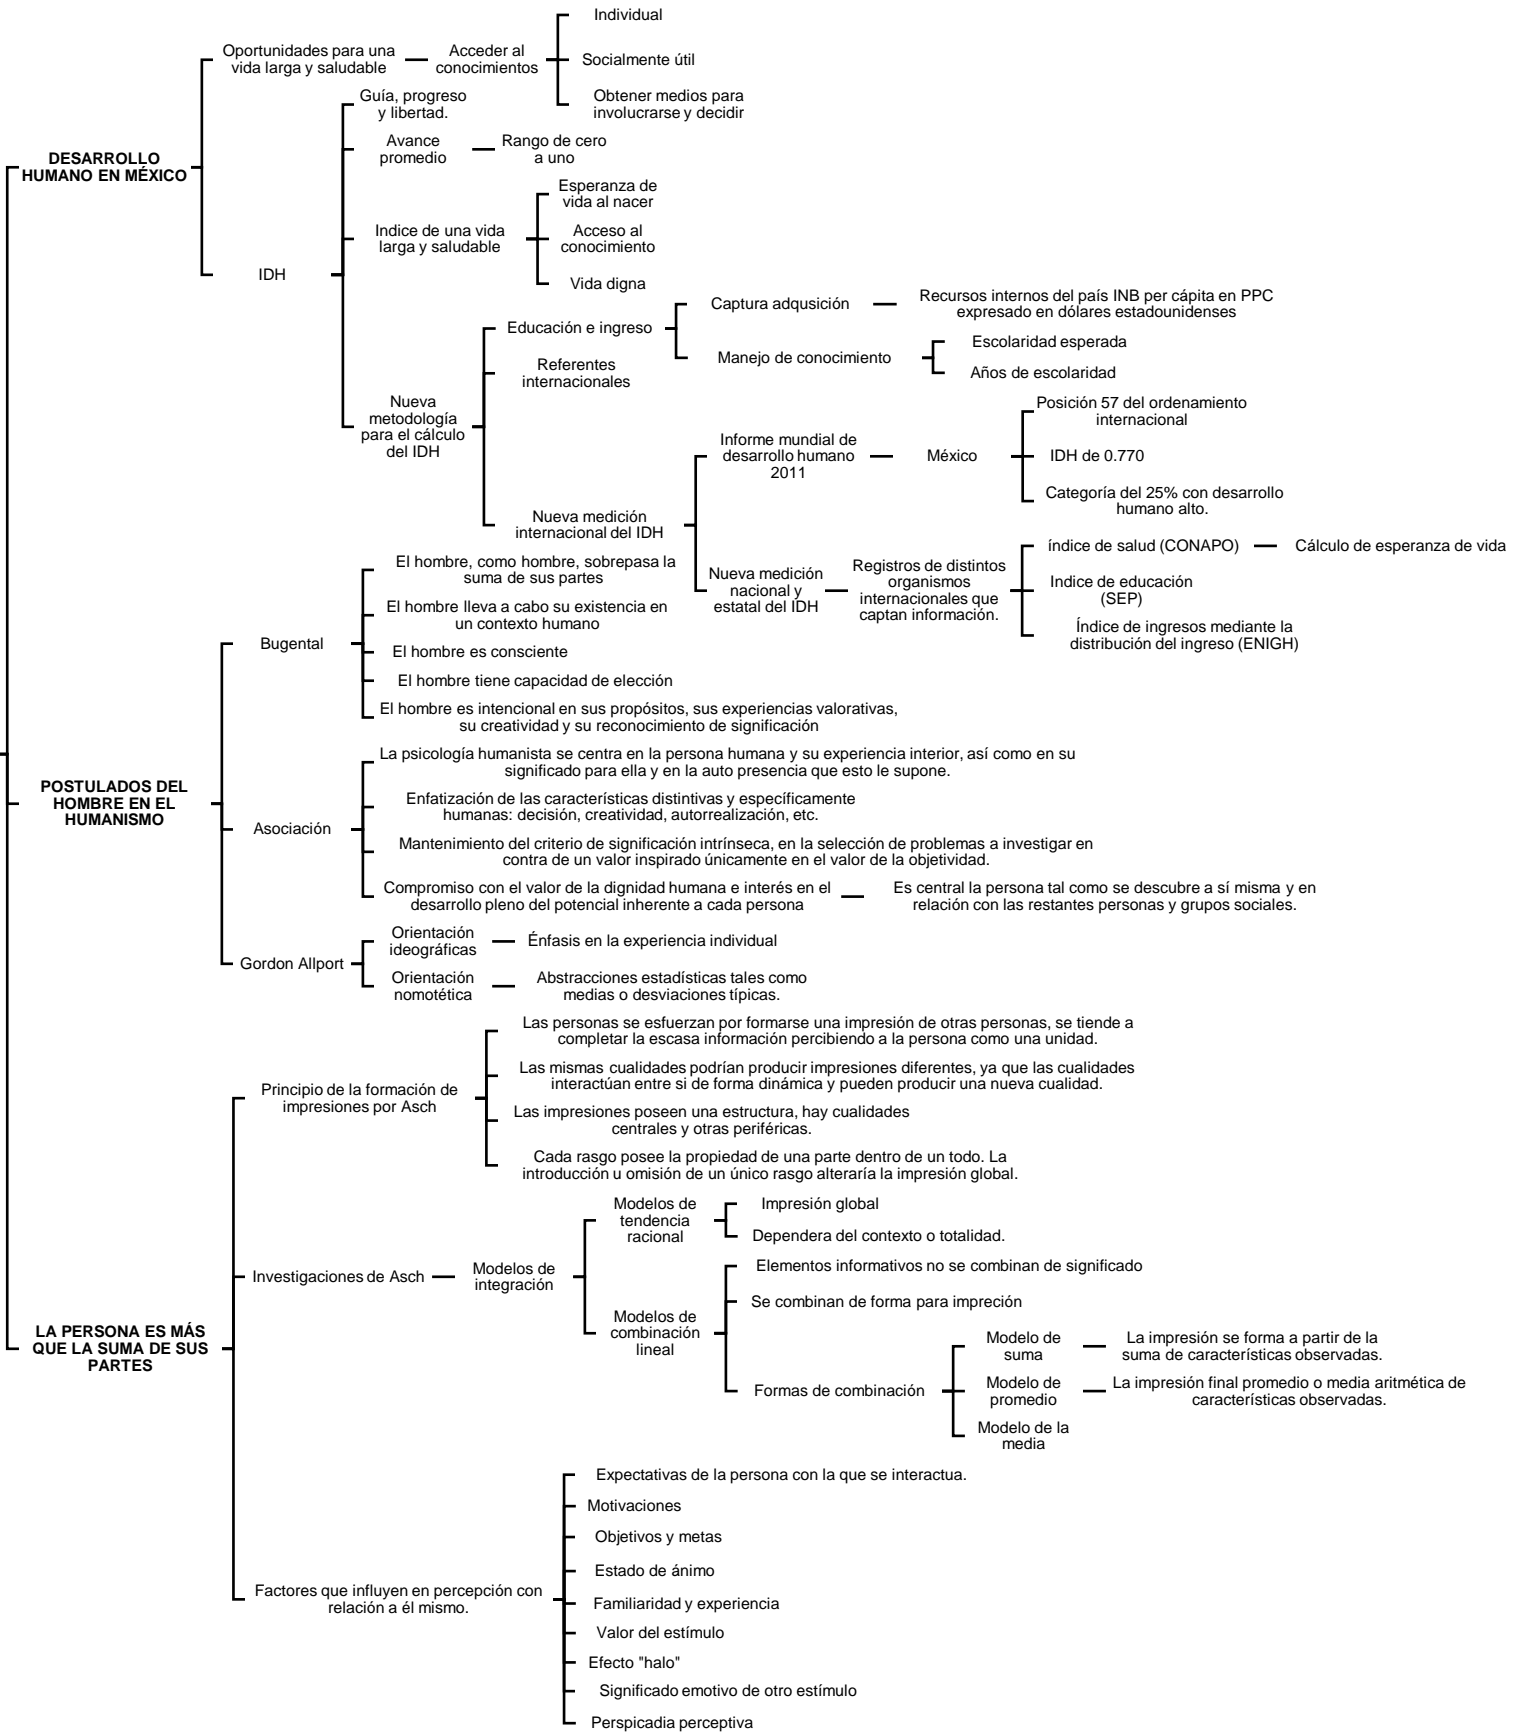 DESARROLLO
HUMANO EN MÉXICO
Oportunidades para una
vida larga y saludable
Acceder al
conocimientos
Individual
Socialmente útil
Obtener medios para
involucrarse y decidir
IDH
Guía, progreso
y libertad.
Avance
promedio
Rango de cero
a uno
Indice de una vida
larga y saludable
Esperanza de
vida al nacer
Acceso al
conocimiento
Vida digna
Nueva
metodología
para el cálculo
del IDH
Educación e ingreso
Captura adqusición
Recursos internos del país INB per cápita en PPC
expresado en dólares estadounidenses
Manejo de conocimiento
Escolaridad esperada
Años de escolaridad
Referentes
internacionales
Nueva medición
internacional del IDH
Informe mundial de
desarrollo humano
2011
México
Posición 57 del ordenamiento
internacional
IDH de 0.770
Categoría del 25% con desarrollo
humano alto.
Nueva medición
nacional y
estatal del IDH
Registros de distintos
organismos
internacionales que
captan información.
índice de salud (CONAPO)
Cálculo de esperanza de vida
Indice de educación
(SEP)
Índice de ingresos mediante la
distribución del ingreso (ENIGH)
POSTULADOS DEL
HOMBRE EN EL
HUMANISMO
Bugental
El hombre, como hombre, sobrepasa la
suma de sus partes
El hombre lleva a cabo su existencia en
un contexto humano
El hombre es consciente
El hombre tiene capacidad de elección
El hombre es intencional en sus propósitos, sus experiencias valorativas,
su creatividad y su reconocimiento de significación
Asociación
La psicología humanista se centra en la persona humana y su experiencia interior, así como en su
significado para ella y en la auto presencia que esto le supone.
Enfatización de las características distintivas y específicamente
humanas: decisión, creatividad, autorrealización, etc.
Mantenimiento del criterio de significación intrínseca, en la selección de problemas a investigar en
contra de un valor inspirado únicamente en el valor de la objetividad.
Compromiso con el valor de la dignidad humana e interés en el
desarrollo pleno del potencial inherente a cada persona
Es central la persona tal como se descubre a sí misma y en
relación con las restantes personas y grupos sociales.
Gordon Allport
Orientación
ideográficas
Énfasis en la experiencia individual
Orientación
nomotética
Abstracciones estadísticas tales como
medias o desviaciones típicas.
LA PERSONA ES MÁS
QUE LA SUMA DE SUS
PARTES
Principio de la formación de
impresiones por Asch
Las personas se esfuerzan por formarse una impresión de otras personas, se tiende a
completar la escasa información percibiendo a la persona como una unidad.
Las mismas cualidades podrían producir impresiones diferentes, ya que las cualidades
interactúan entre si de forma dinámica y pueden producir una nueva cualidad.
Las impresiones poseen una estructura, hay cualidades
centrales y otras periféricas.
Cada rasgo posee la propiedad de una parte dentro de un todo. La
introducción u omisión de un único rasgo alteraría la impresión global.
Investigaciones de Asch
Modelos de
integración
Modelos de
tendencia
racional
Impresión global
Dependera del contexto o totalidad.
Modelos de
combinación
lineal
Elementos informativos no se combinan de significado
Se combinan de forma para impreción
Formas de combinación
Modelo de
suma
La impresión se forma a partir de la
suma de características observadas.
Modelo de
promedio
La impresión final promedio o media aritmética de
características observadas.
Modelo de la
media
Factores que influyen en percepción con
relación a él mismo.
Expectativas de la persona con la que se interactua.
Motivaciones
Objetivos y metas
Estado de ánimo
Familiaridad y experiencia
Valor del estímulo
Efecto "halo"
Significado emotivo de otro estímulo
Perspicadia perceptiva